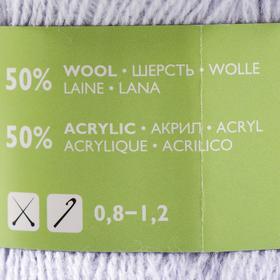 50% WOOL • ШЕРСТЬ • WOLLE
LAINE • LANA
50% ACRYLIC • АКРИЛ • ACRYL
ACRYLIQUE • ACRILICO
0,8–1,2